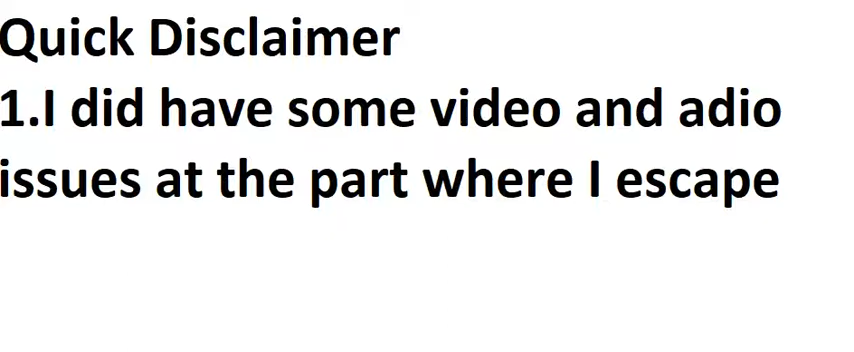 Quick Disclaimer
1.I did have some video and adio
issues at the part where I escape